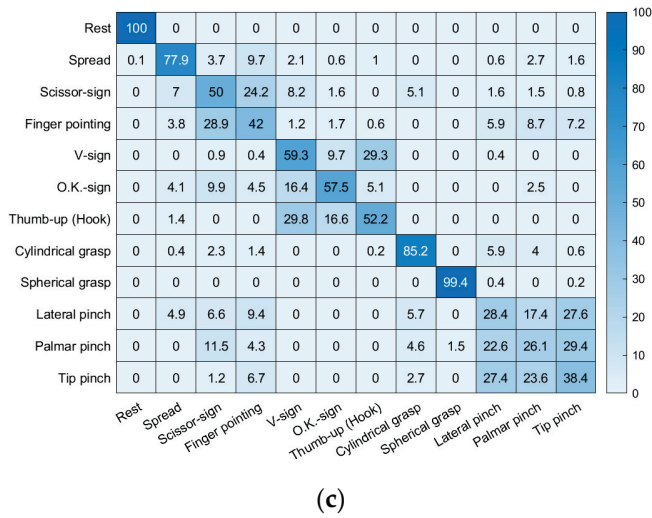 Rest 100 0 0 0 0 0 0 0 0 0 0 0 100
Spread 0.1 77.9 3.7 9.7 2.1 0.6 1 0 0 0.6 2.7 1.6 90
Scissor-sign 0 7 50 24.2 8.2 1.6 0 5.1 0 1.6 1.5 0.8 80
Finger pointing 0 3.8 28.9 42 1.2 1.7 0.6 0 0 5.9 8.7 7.2 70
V-sign 0 0 0.9 0.4 59.3 9.7 29.3 0 0 0.4 0 0 60
O.K.-sign 0 4.1 9.9 4.5 16.4 57.5 5.1 0 0 0 2.5 0 50
Thumb-up (Hook) 0 1.4 0 0 29.8 16.6 52.2 0 0 0 0 0
Cylindrical grasp 0 0.4 2.3 1.4 0 0 0.2 85.2 0 5.9 4 0.6 40
Spherical grasp 0 0 0 0 0 0 0 0 99.4 0.4 0 0.2 30
Lateral pinch 0 4.9 6.6 9.4 0 0 0 5.7 0 28.4 17.4 27.6 20
Palmar pinch 0 0 11.5 4.3 0 0 0 4.6 1.5 22.6 26.1 29.4 10
Tip pinch 0 0 1.2 6.7 0 0 0 2.7 0 27.4 23.6 38.4 0
Rest Spread Scissor-sign Finger pointing V-sign O.K.-sign Thumb-up (Hook) Cylindrical grasp Spherical grasp Lateral pinch Palmar pinch Tip pinch
(c)